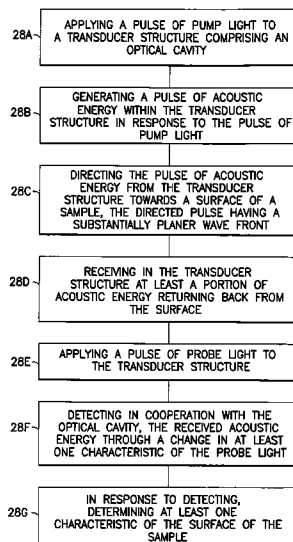 28A
APPLYING A PULSE OF PUMP LIGHT TO
A TRANSDUCER STRUCTURE COMPRISING AN
OPTICAL CAVITY
28B
GENERATING A PULSE OF ACOUSTIC
ENERGY WITHIN THE TRANSDUCER
STRUCTURE IN RESPONSE TO THE PULSE OF
PUMP LIGHT
28C
DIRECTING THE PULSE OF ACOUSTIC
ENERGY FROM THE TRANSDUCER
STRUCTURE TOWARDS A SURFACE OF A
SAMPLE, THE DIRECTED PULSE HAVING A
SUBSTANTIALLY PLANER WAVE FRONT
28D
RECEIVING IN THE TRANSDUCER
STRUCTURE AT LEAST A PORTION OF
ACOUSTIC ENERGY RETURNING BACK FROM
THE SURFACE
28E
APPLYING A PULSE OF PROBE LIGHT TO
THE TRANSDUCER STRUCTURE
28F
DETECTING IN COOPERATION WITH THE
OPTICAL CAVITY, THE RECEIVED ACOUSTIC
ENERGY THROUGH A CHANGE IN AT LEAST
ONE CHARACTERISTIC OF THE PROBE LIGHT
28G
IN RESPONSE TO DETECTING,
DETERMINING AT LEAST ONE
CHARACTERISTIC OF THE SURFACE OF
THE SAMPLE